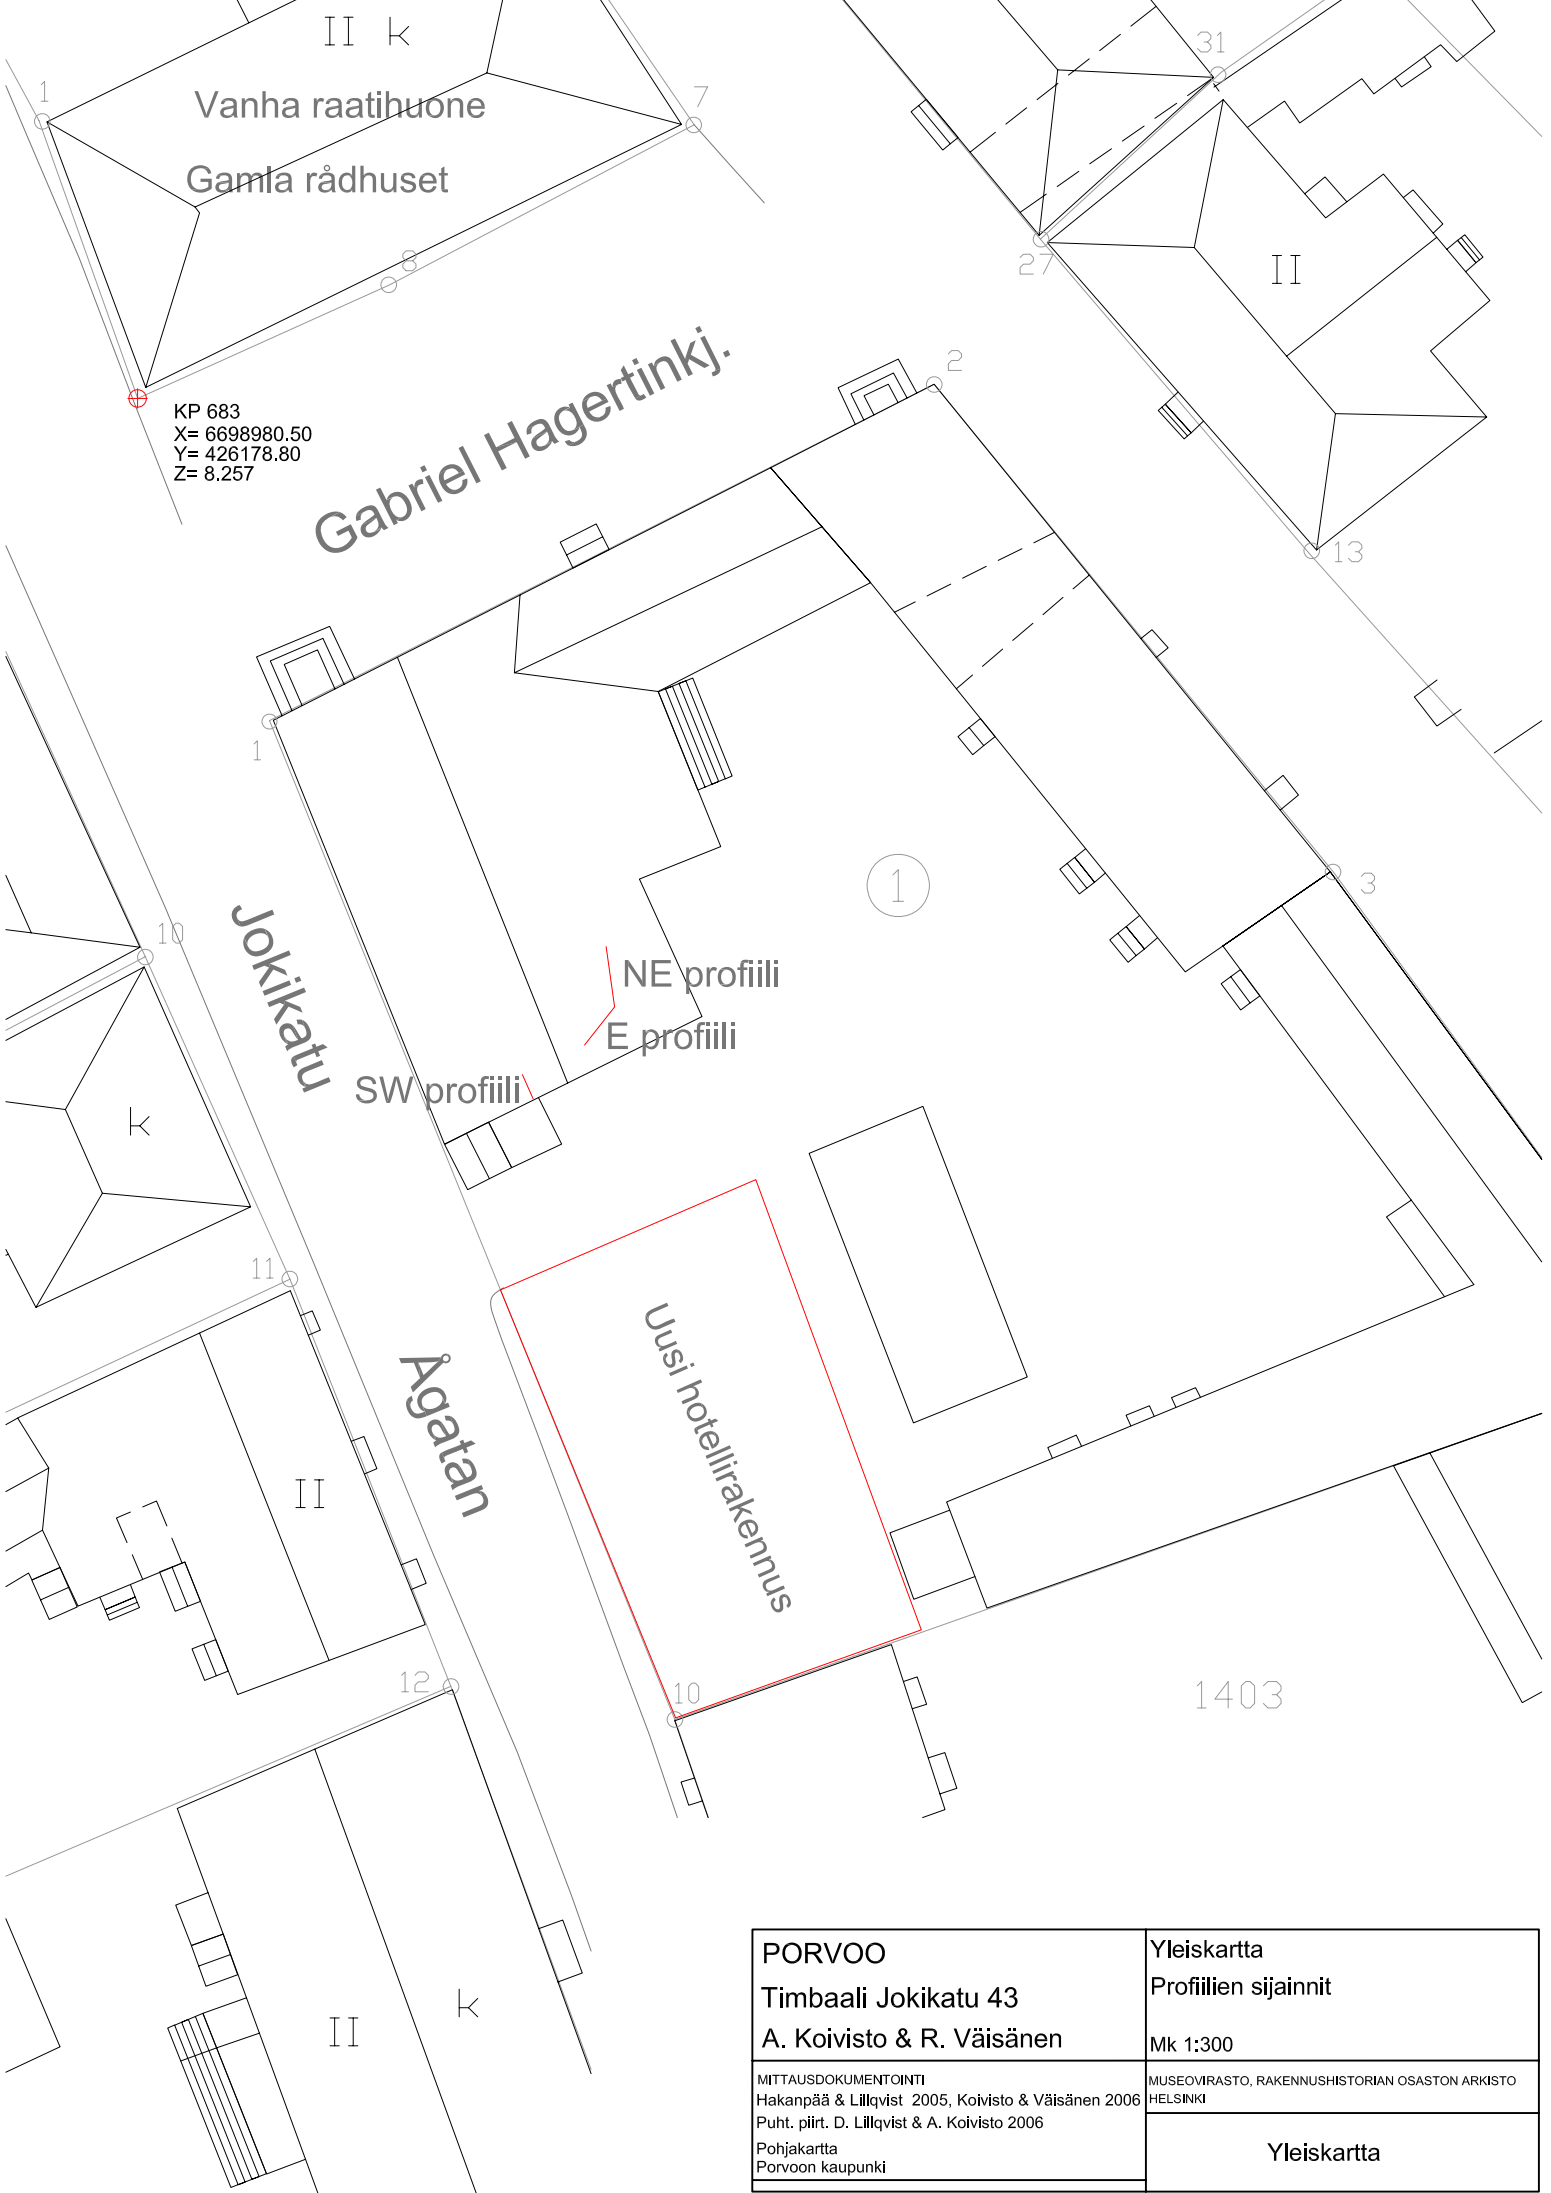 II k
31
1
Vanha raatihuone
7
Gamla rådhuset
8
27
II
Gabriel Hagertinkj.
2
KP 683
X= 6698980.50
Y= 426178.80
Z= 8.257
13
1
1
3
10
Jokikatu
NE profiili
E profiili
SW profiili
k
11
Uusi hotellirakennus
Ågatan
II
12
10
1403
II
k
PORVOO
Timbaali Jokikatu 43
A. Koivisto & R. Väisänen
Yleiskartta
Profiilien sijainnit
Mk 1:300
MITTAUSDOKUMENTOINTI
Hakanpää & Lillqvist 2005, Koivisto & Väisänen 2006
Puht. piirt. D. Lillqvist & A. Koivisto 2006
Pohjakartta
Porvoon kaupunki
MUSEOVIRASTO, RAKENNUSHISTORIAN OSASTON ARKISTO
HELSINKI
Yleiskartta